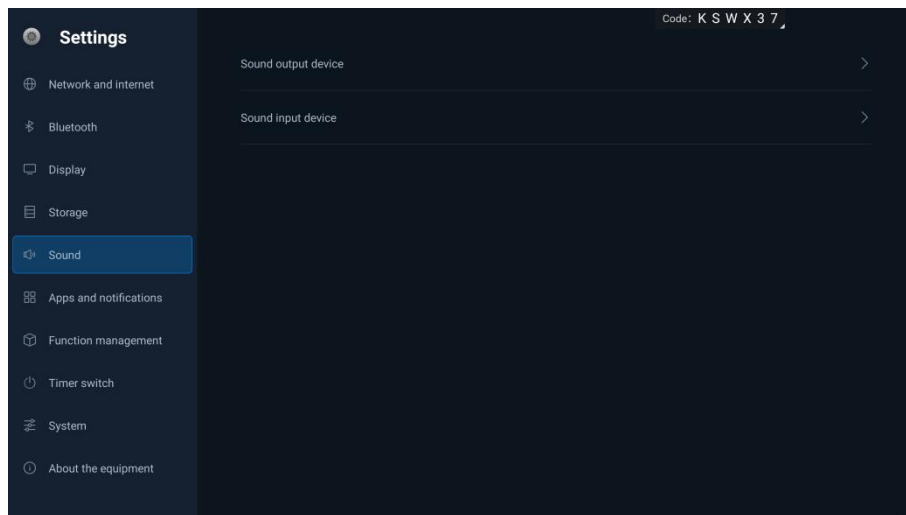 Settings
Network and internet
Bluetooth
Display
Storage
Sound
Apps and notifications
Function management
Timer switch
System
About the equipment
Code: K S W X 3 7
Sound output device
Sound input device